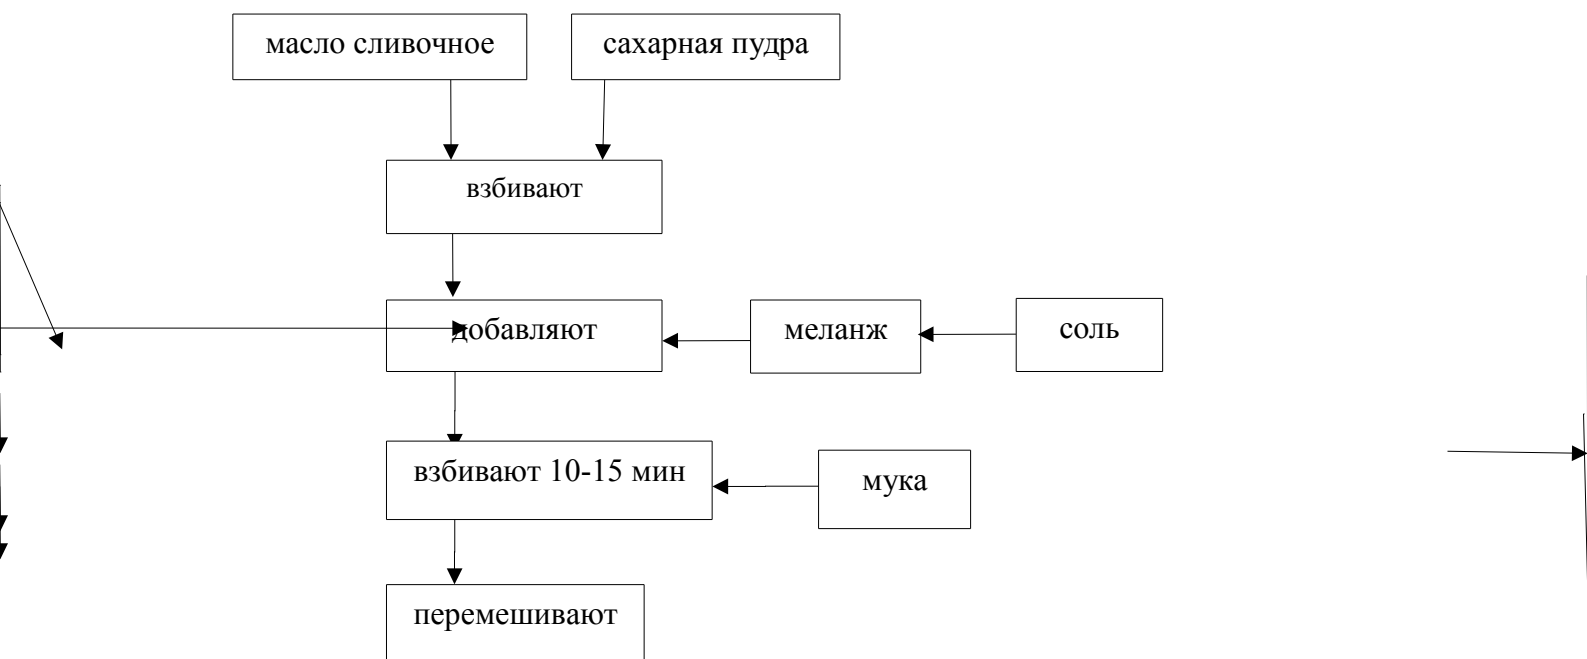 масло сливочное
сахарная пудра
взбивают
добавляют
меланж
соль
взбивают 10-15 мин
мука
перемешивают